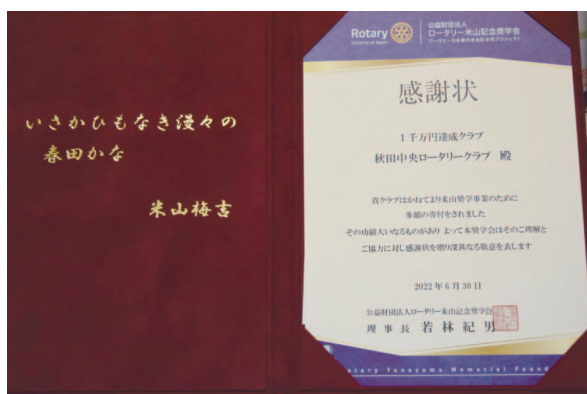 いさかひもなき漫々の
春田かな
米山梅吉
Rotary
公益財団法人
ロータリー米山記念奨学会
感謝状
1千万円達成クラブ
秋田中央ロータリークラブ 殿
貴クラブはかねてより米山奨学事業のために
多額の寄付をされました
その功績大いなるものがあり よって本奨学会はそのご理解と
ご協力に対し感謝状を贈り深甚なる敬意を表します
2022年6月30日
公益財団法人ロータリー米山記念奨学会
理事長 若林紀男
Rotary Yoneyama Memorial Found